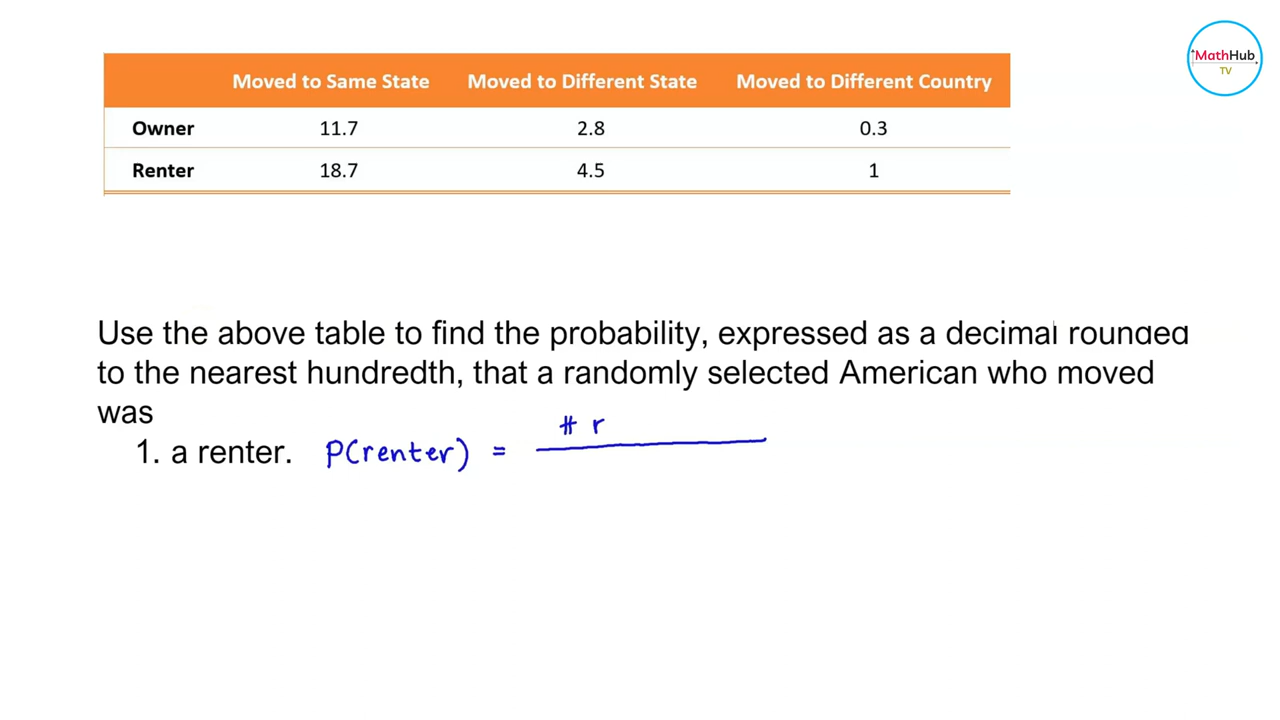 MathHub
TV
Moved to Same State Moved to Different State Moved to Different Country
Owner 11.7 2.8 0.3
Renter 18.7 4.5 1
Use the above table to find the probability, expressed as a decimal rounded
to the nearest hundredth, that a randomly selected American who moved
was
# r
1. a renter. P(renter) =